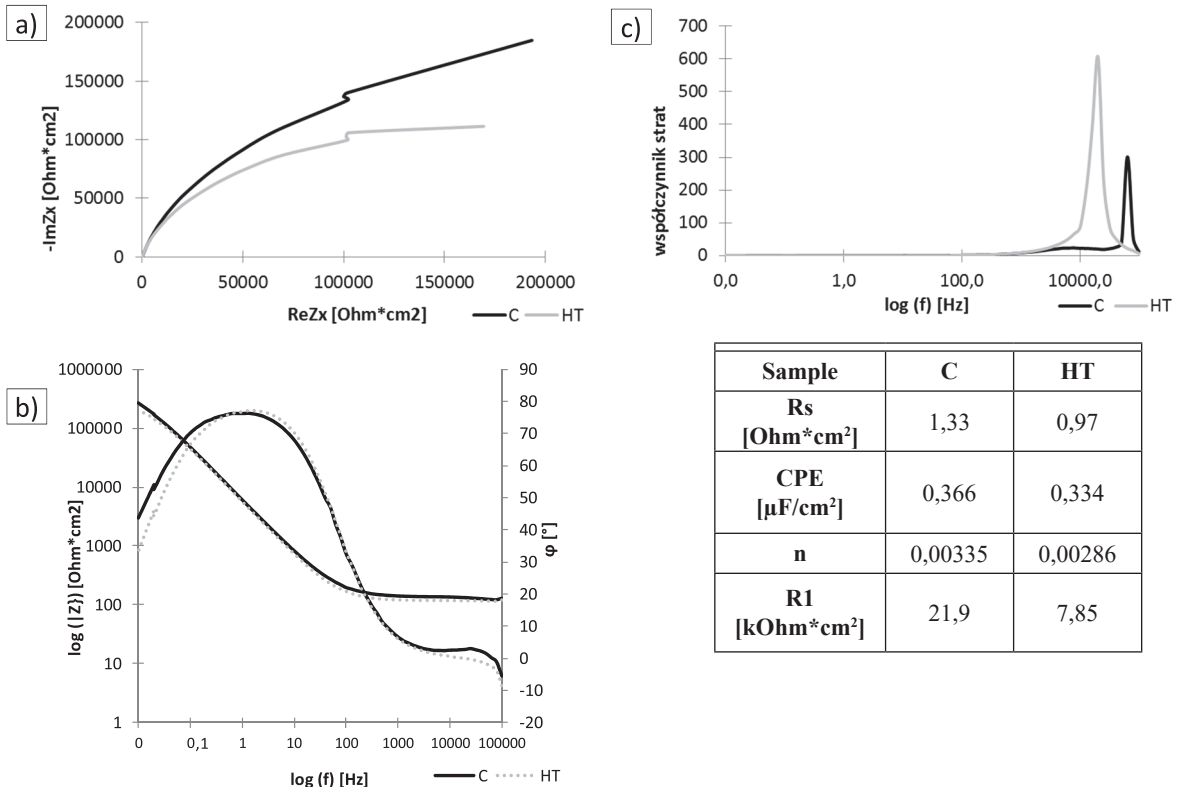 a)
200000
150000
100000
50000
0
-ImZx [Ohm*cm2]
0 50000 100000 150000 200000
ReZx [Ohm*cm2]
C HT
b)
1000000
100000
10000
1000
100
10
1
log (|Z|) [Ohm*cm2]
90
80
70
60
50
40
30
20
10
0
-10
-20
φ [°]
0 0,1 1 10 100 1000 10000 100000
log (f) [Hz]
C HT
c)
700
600
500
400
300
200
100
0
współczynnik strat
0,0 1,0 100,0 10000,0
log (f) [Hz]
C HT
Sample C HT
Rs
[Ohm*cm²] 1,33 0,97
CPE
[µF/cm²] 0,366 0,334
n 0,00335 0,00286
R1
[kOhm*cm²] 21,9 7,85